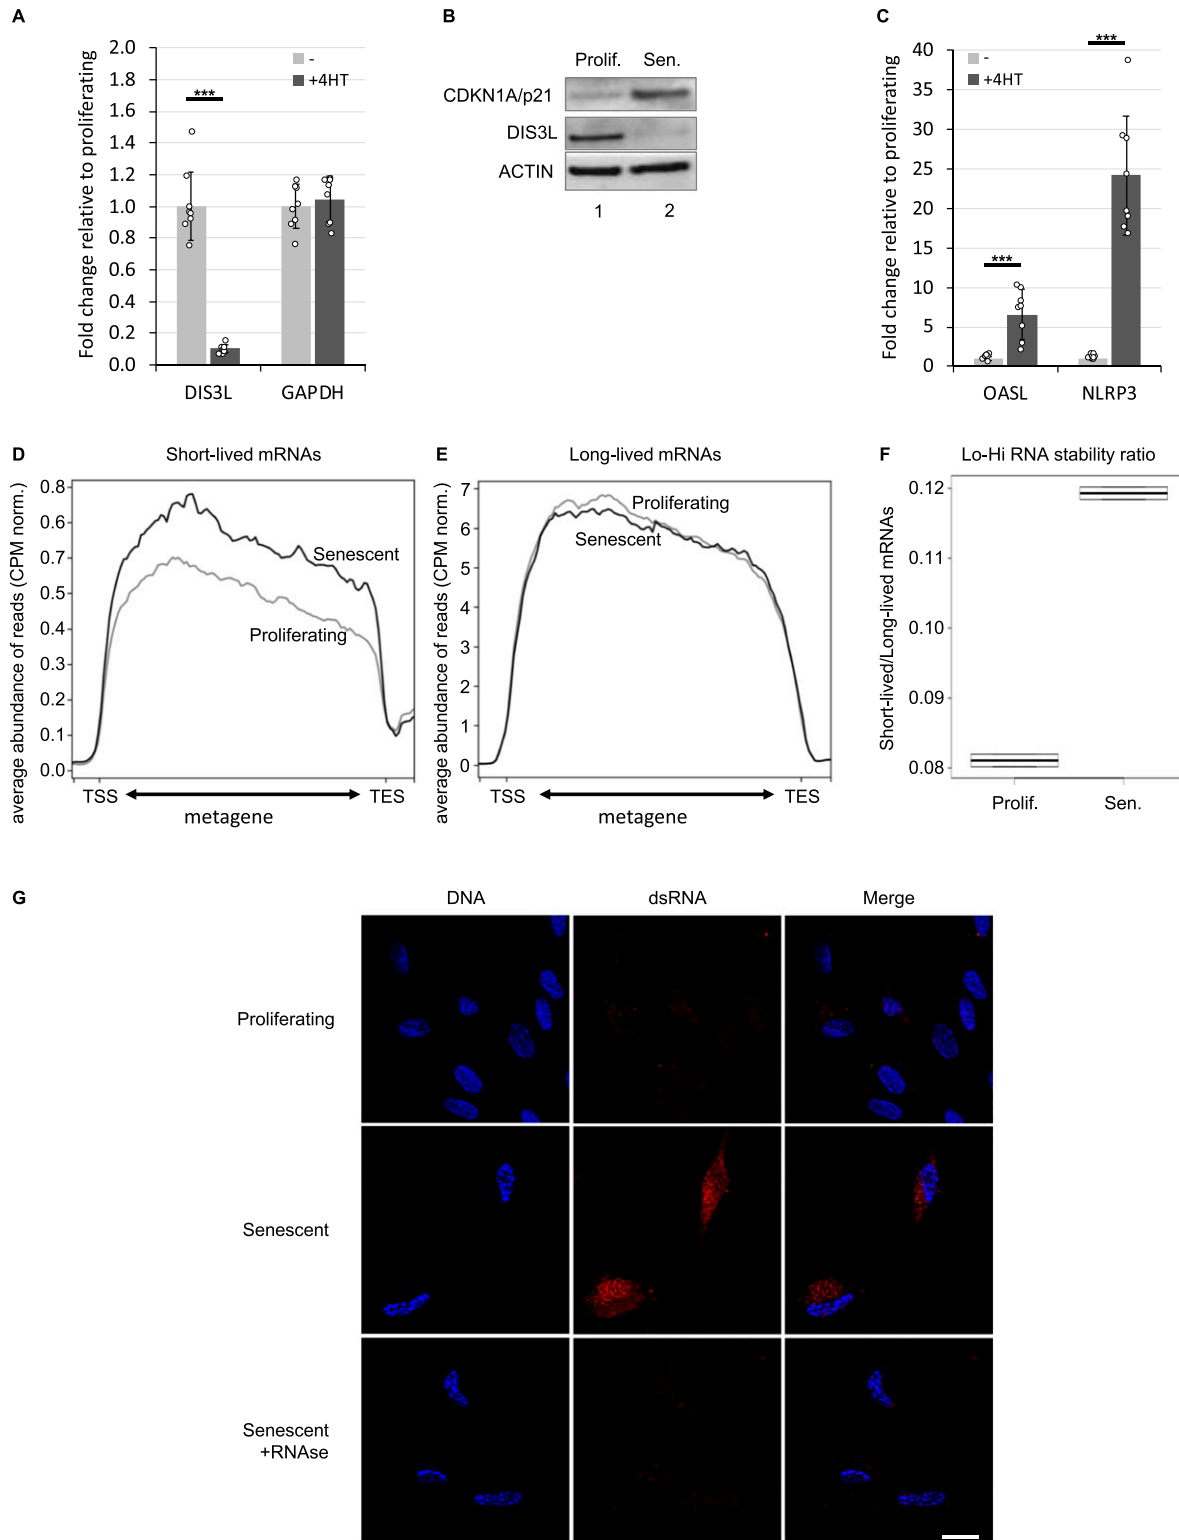 A
Fold change relative to proliferating
2.0
1.8
1.6
1.4
1.2
1.0
0.8
0.6
0.4
0.2
0.0
-
+4HT
***
DIS3L
GAPDH
B
Prolif.
Sen.
CDKN1A/p21
DIS3L
ACTIN
1
2
C
Fold change relative to proliferating
40
35
30
25
20
15
10
5
0
-
+4HT
***
***
OASL
NLRP3
D
Short-lived mRNAs
average abundance of reads (CPM norm.)
0.8
0.6
0.7
0.4
0.3
0.1
0.0
Senescent
Proliferating
TSS
TES
metagene
E
Long-lived mRNAs
average abundance of reads (CPM norm.)
7
6
5
4
3
2
1
0
Proliferating
Senescent
TSS
TES
metagene
F
Lo-Hi RNA stability ratio
Short-lived/Long-lived mRNAs
0.12
0.11
0.10
0.09
0.08
Prolif.
Sen.
G
DNA
dsRNA
Merge
Proliferating
Senescent
Senescent
+RNAse